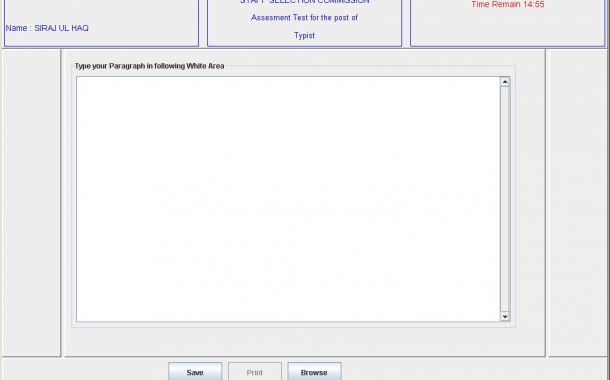 STAFF SELECTION COMMISSION
Time Remain 14:55
Assesment Test for the post of
Name : SIRAJ UL HAQ
Typist
Type your Paragraph in following White Area
Save
Print
Browse